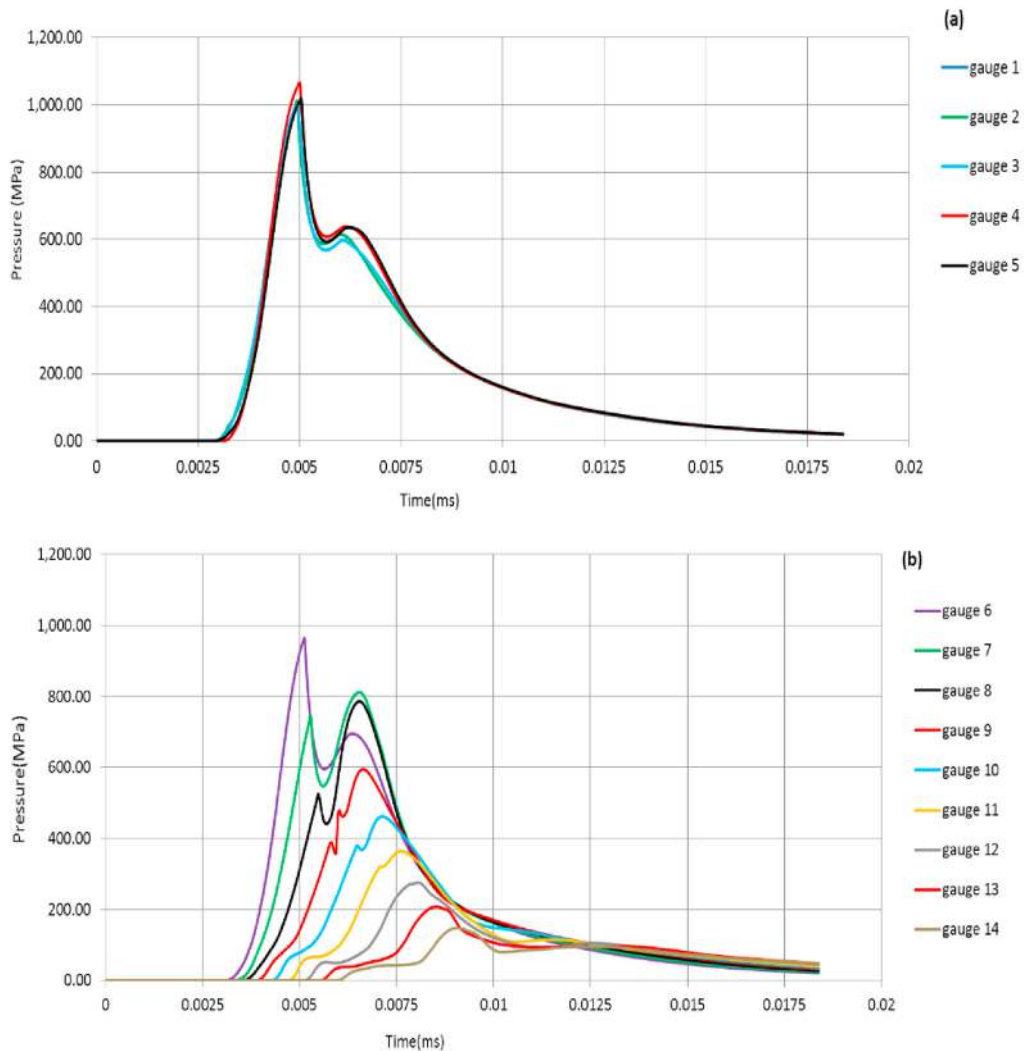 (a)
1,200.00
1,000.00
800.00
600.00
400.00
200.00
0.00
Pressure (MPa)
0 0.0025 0.005 0.0075 0.01 0.0125 0.015 0.0175 0.02
Time(ms)
gauge 1
gauge 2
gauge 3
gauge 4
gauge 5
(b)
1,200.00
1,000.00
800.00
600.00
400.00
200.00
0.00
Pressure(MPa)
0 0.0025 0.005 0.0075 0.01 0.0125 0.015 0.0175 0.02
Time(ms)
gauge 6
gauge 7
gauge 8
gauge 9
gauge 10
gauge 11
gauge 12
gauge 13
gauge 14